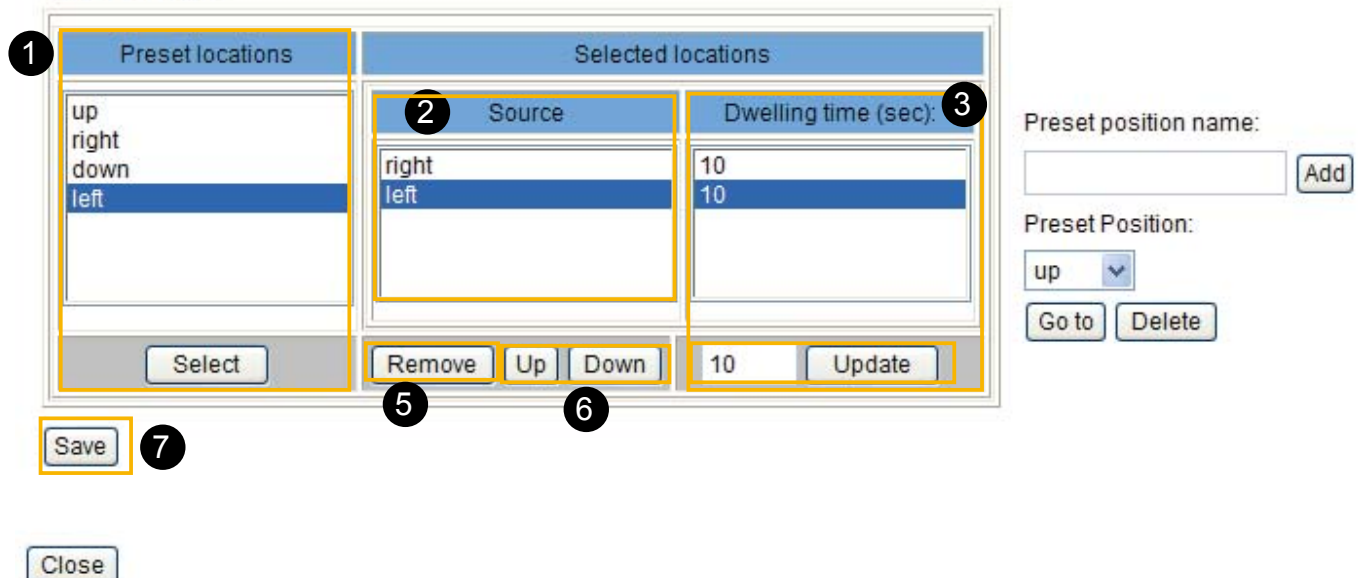 1 Preset locations Selected locations
up
right
down
left
Select
2 Source
right
left
Dwelling time (sec): 3
10
10
Remove Up Down 10 Update
5 6
Save 7
Close
Preset position name:
Add
Preset Position:
up
Go to Delete